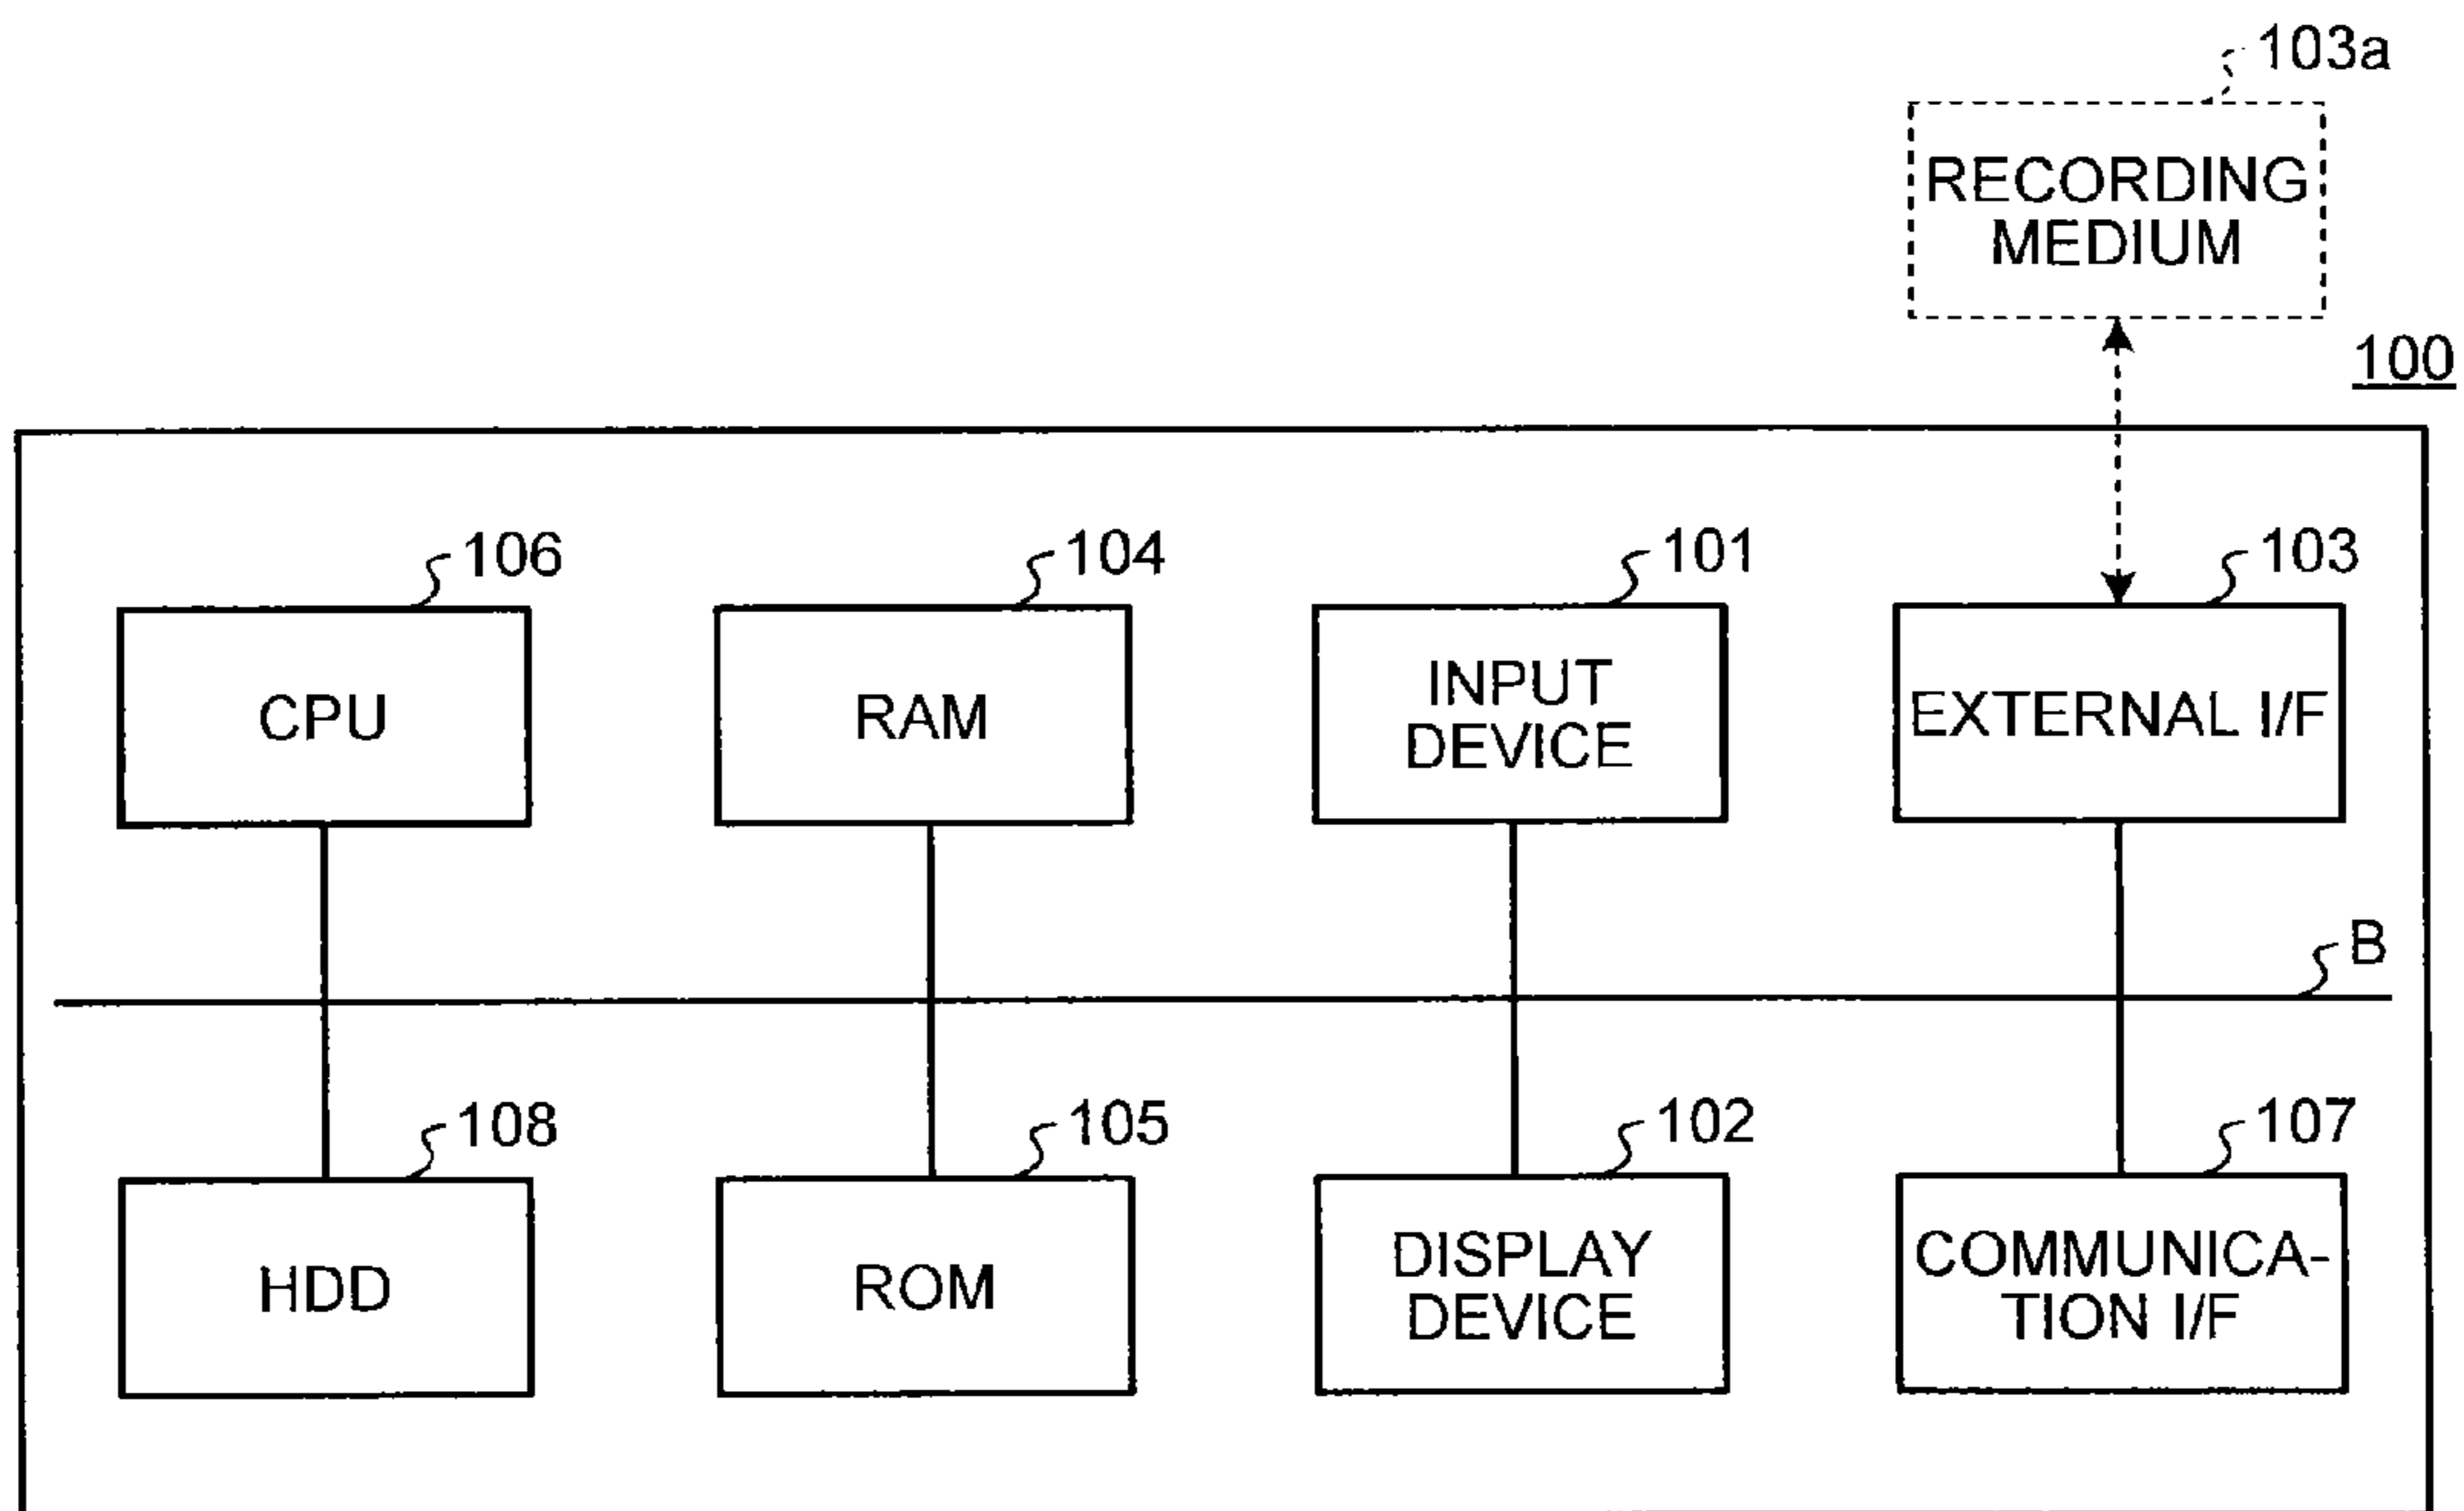 103a
RECORDING
MEDIUM
100
106
104
101
103
CPU
RAM
INPUT
DEVICE
EXTERNAL I/F
B
108
105
102
107
HDD
ROM
DISPLAY
DEVICE
COMMUNICA-
TION I/F